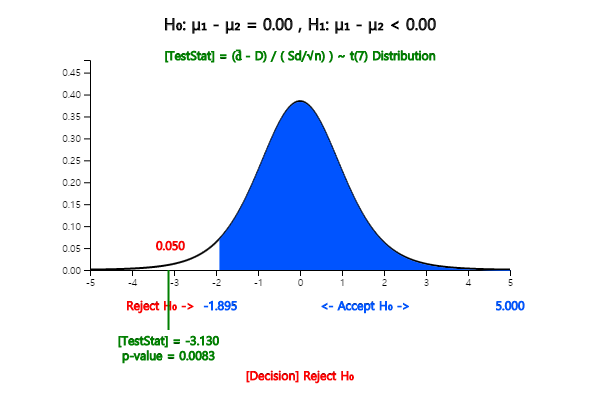 H₀: μ₁ - μ₂ = 0.00 , H₁: μ₁ - μ₂ < 0.00
[TestStat] = (d̄ - D) / ( Sd/√n) ) ~ t(7) Distribution
0.45
0.40
0.35
0.30
0.25
0.20
0.15
0.10
0.05
0.00
0.050
-5 -4 -3 -2 -1 0 1 2 3 4 5
Reject H₀ -> -1.895 <- Accept H₀ -> 5.000
[TestStat] = -3.130
p-value = 0.0083
[Decision] Reject H₀